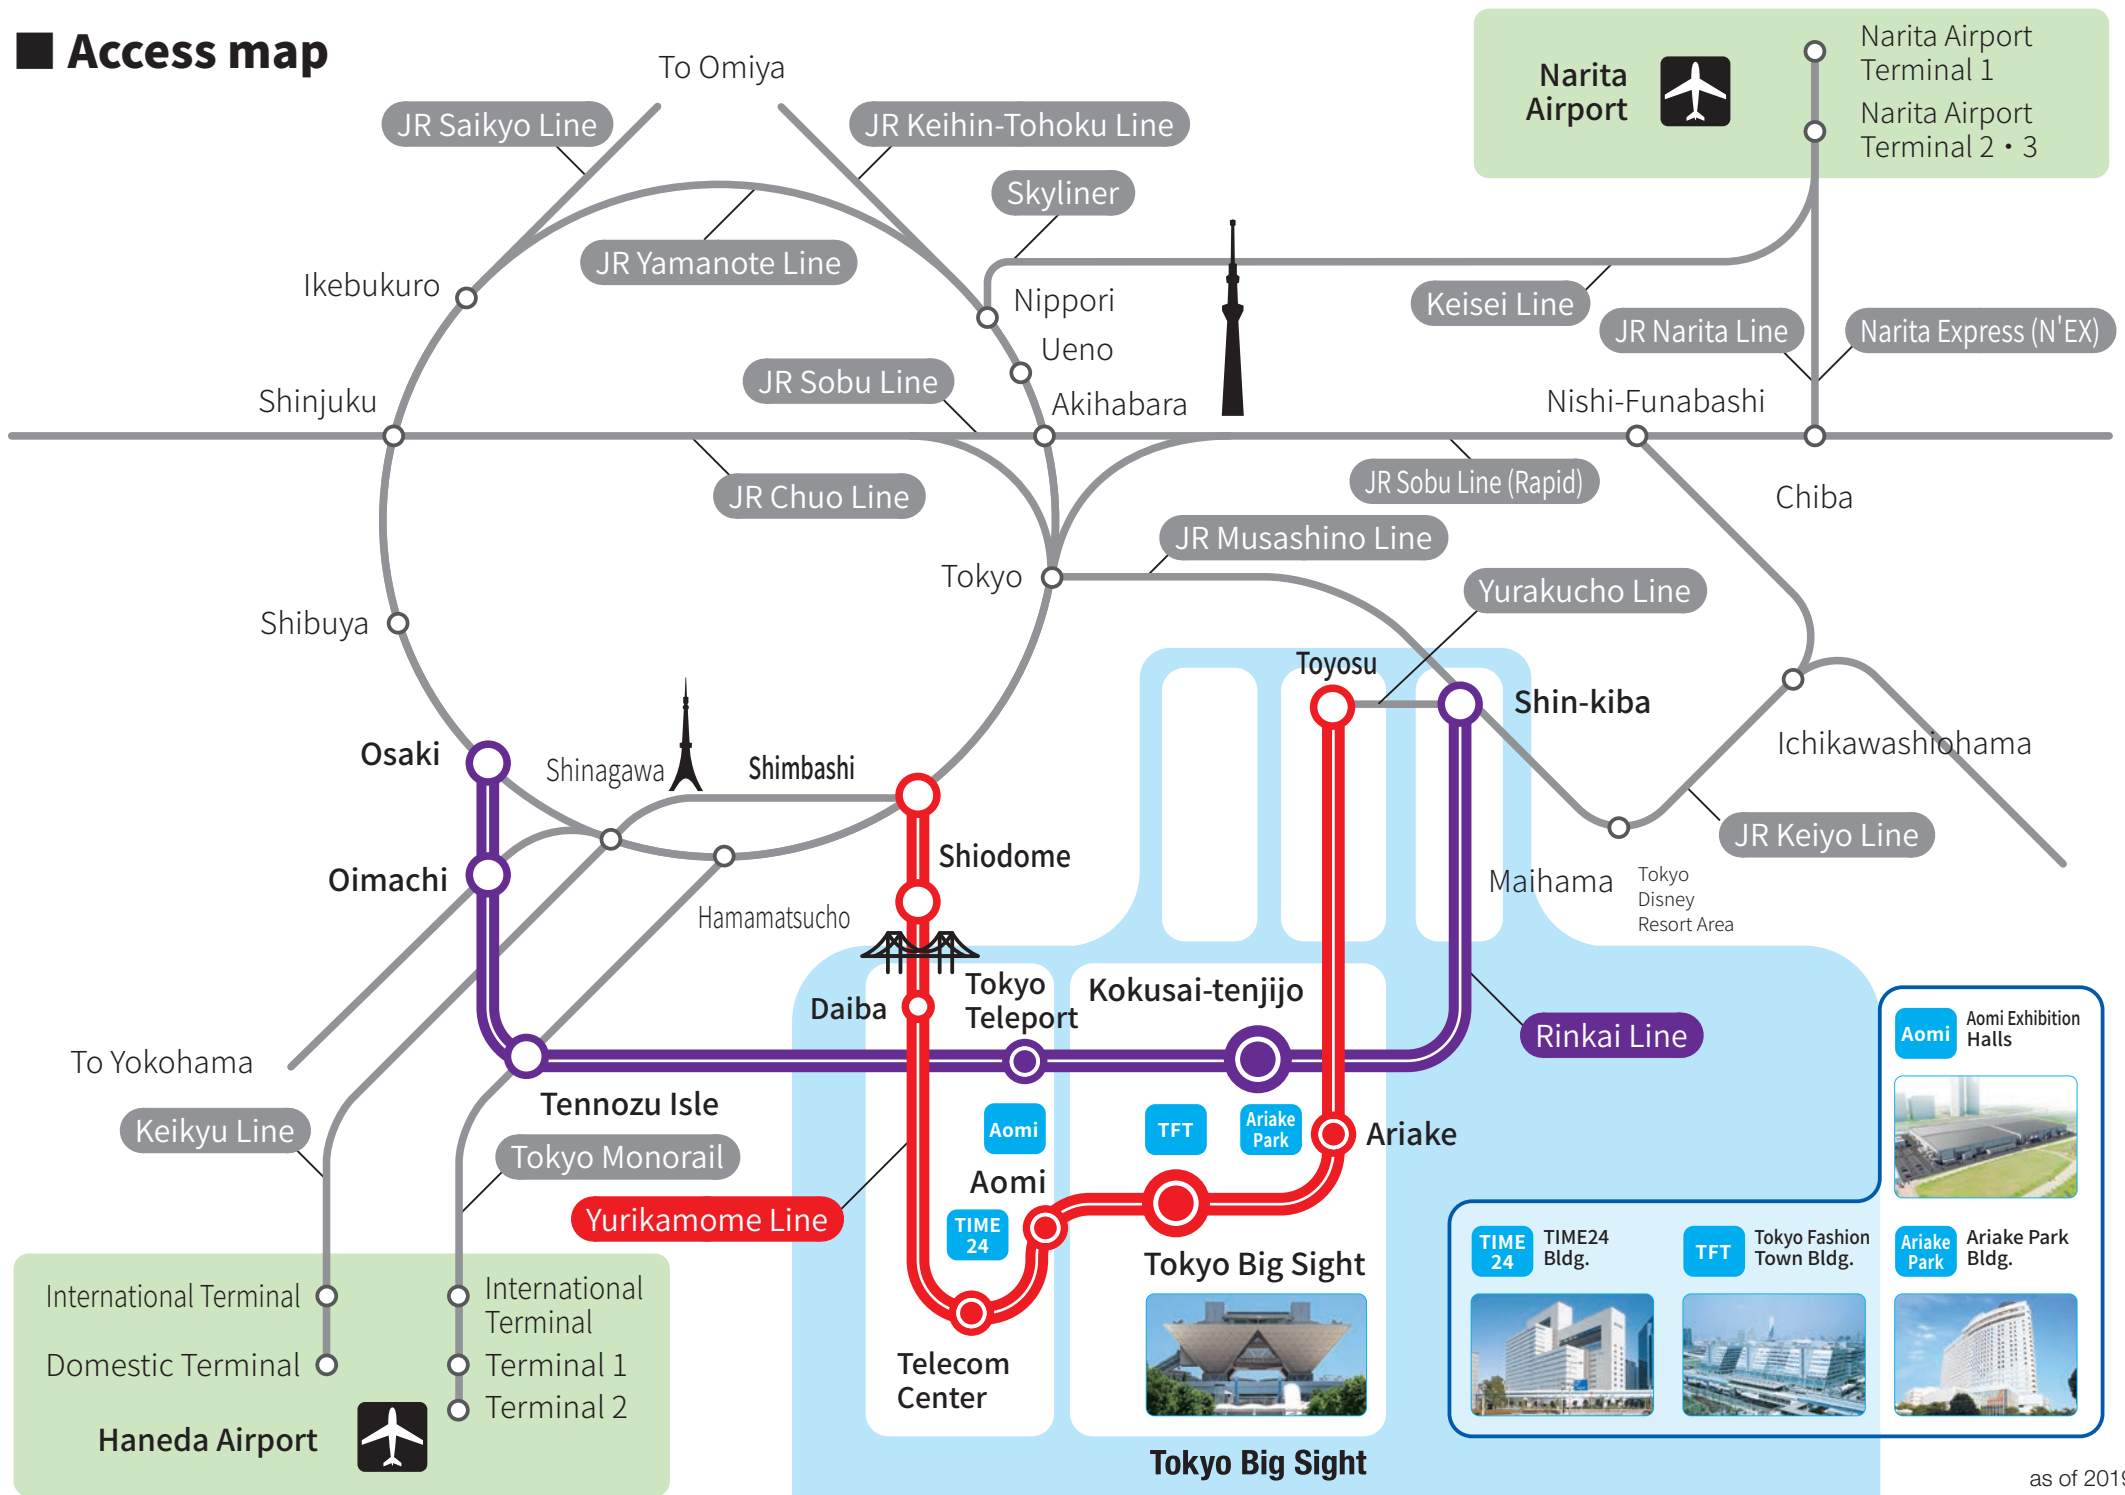 ■ Access map
To Omiya
JR Saikyo Line
JR Keihin-Tohoku Line
Skyliner
JR Yamanote Line
Narita
Airport
Narita Airport
Terminal 1
Narita Airport
Terminal 2・3
Ikebukuro
Nippori
Ueno
Keisei Line
JR Narita Line
Narita Express (N'EX)
Shinjuku
JR Sobu Line
Akihabara
Nishi-Funabashi
JR Chuo Line
JR Sobu Line (Rapid)
Chiba
JR Musashino Line
Tokyo
Yurakucho Line
Shibuya
Toyosu
Shin-kiba
Osaki
Shinagawa
Shimbashi
Ichikawashiohama
JR Keiyo Line
Oimachi
Shiodome
Hamamatsucho
Maihama
Tokyo
Disney
Resort Area
Daiba
Tokyo
Teleport
Kokusai-tenjijo
Rinkai Line
To Yokohama
Tennozu Isle
Keikyu Line
Tokyo Monorail
Yurikamome Line
Aomi
TFT
Ariake
Park
Ariake
Aomi
TIME
24
Tokyo Big Sight
Telecom
Center
Tokyo Big Sight
International Terminal
Domestic Terminal
International
Terminal
Terminal 1
Terminal 2
Haneda Airport
Aomi
Aomi Exhibition
Halls
TIME
24
TIME24
Bldg.
TFT
Tokyo Fashion
Town Bldg.
Ariake
Park
Ariake Park
Bldg.
as of 2019